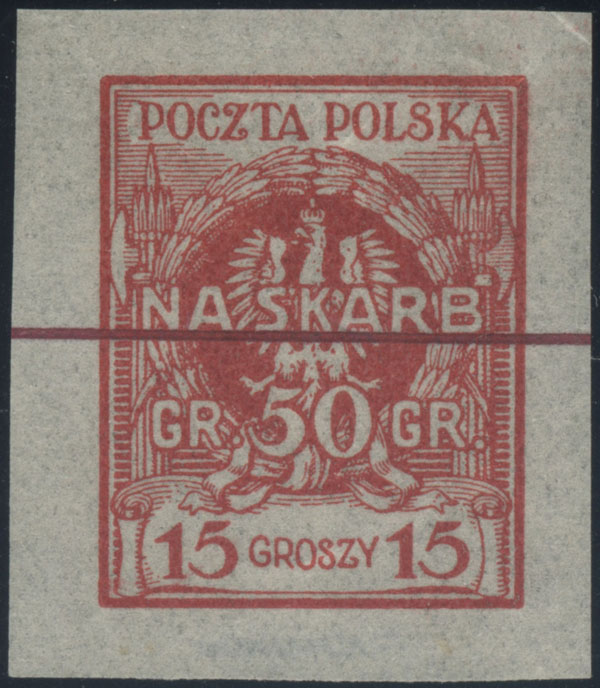 POCZTA POLSKA
NA SKARB
GR. 50 GR.
15 GROSZY 15